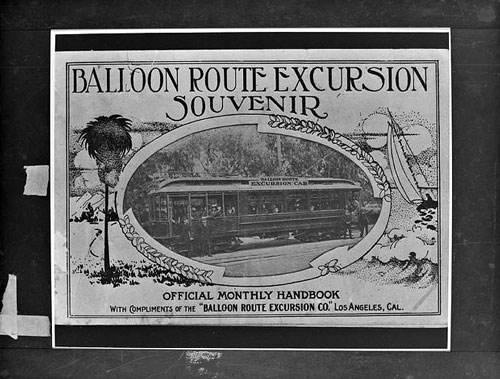 BALLOON ROUTE EXCURSION
SOUVENIR
BALLOON ROUTE
EXCURSION CAR
OFFICIAL MONTHLY HANDBOOK
WITH COMPLIMENTS OF THE "BALLOON ROUTE EXCURSION CO." LOS ANGELES, CAL.